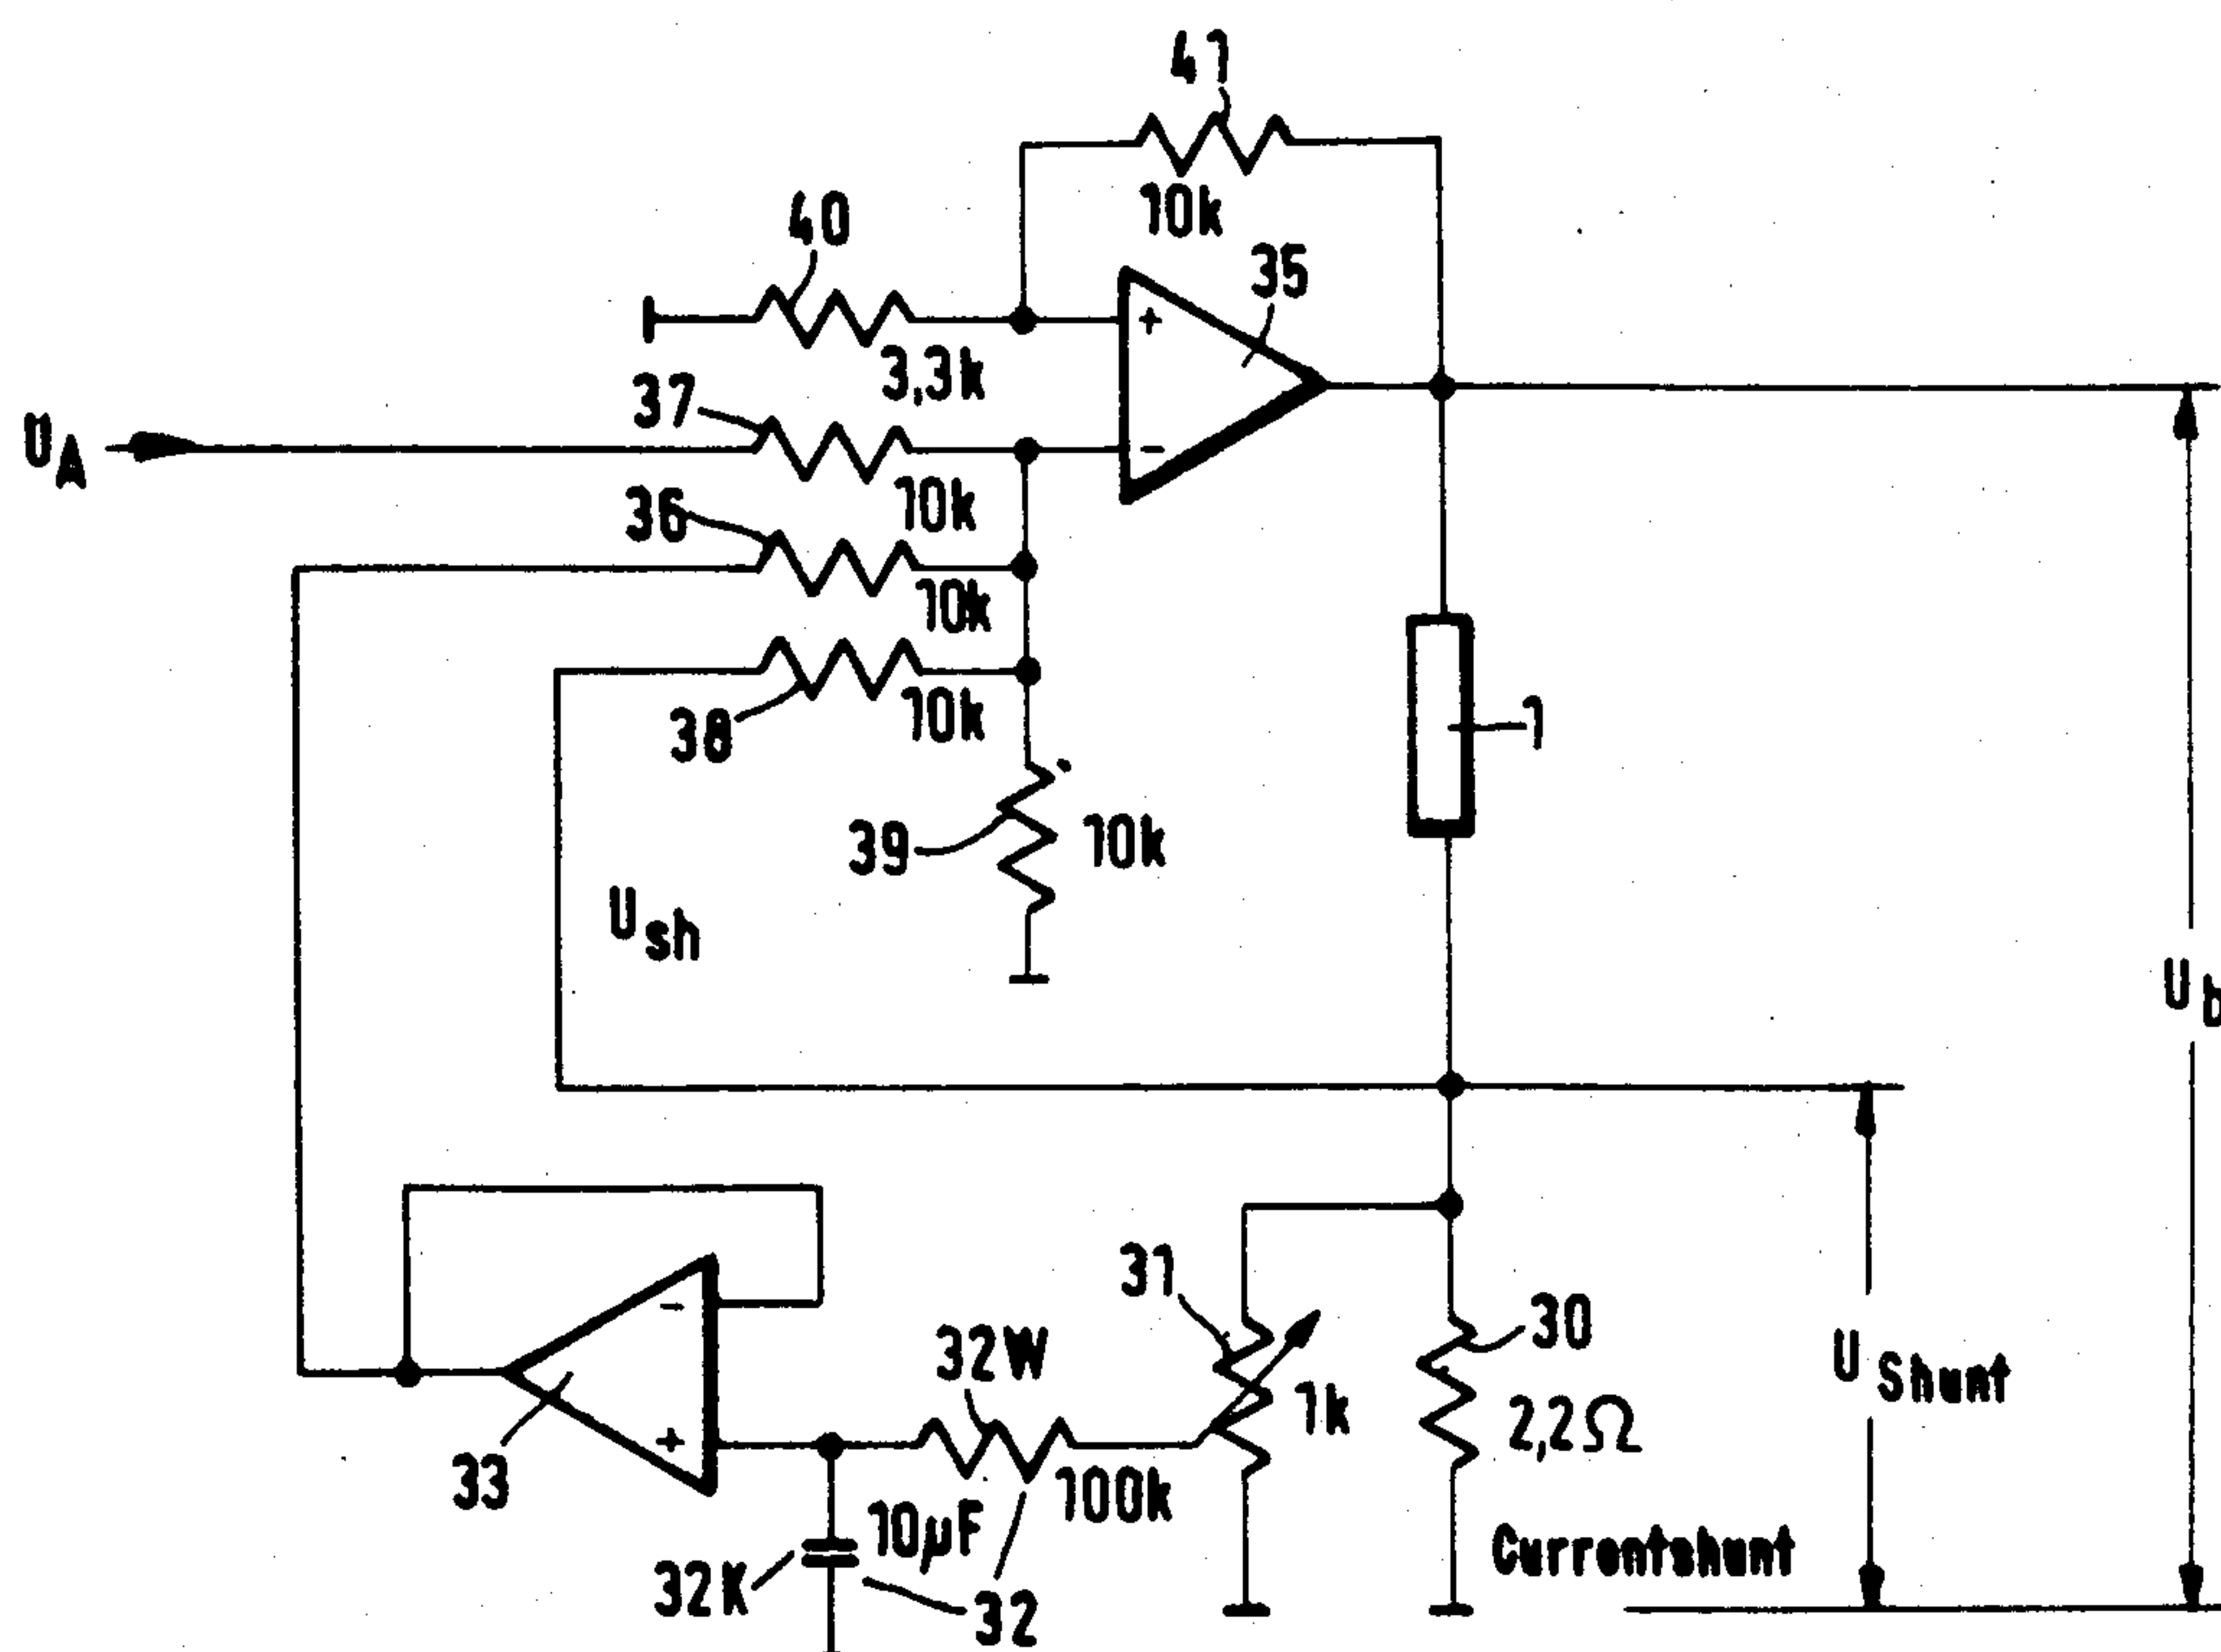 41
10k
40
35
+
3,3k
37
U_A
-
10k
36
10k
38
10k
1
39
10k
U_sh
U_b
31
30
-
32W
U_Shunt
1k
2,2Ω
+
100k
33
10µF
Currentshunt
32K
32